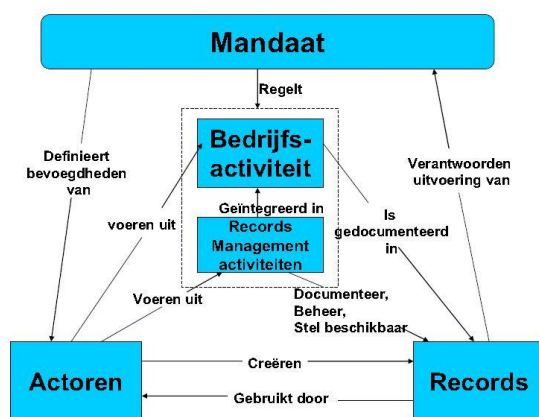 Mandaat
Regelt
Definieert
bevoegdheden
van
Bedrijfs-
activiteit
Verantwoorden
uitvoering van
voeren uit
Geïntegreerd in
Records
Management
activiteiten
Is
gedocumenteerd
in
Voeren uit
Documenteer,
Beheer,
Stel beschikbaar
Actoren
Creëren
Gebruikt door
Records